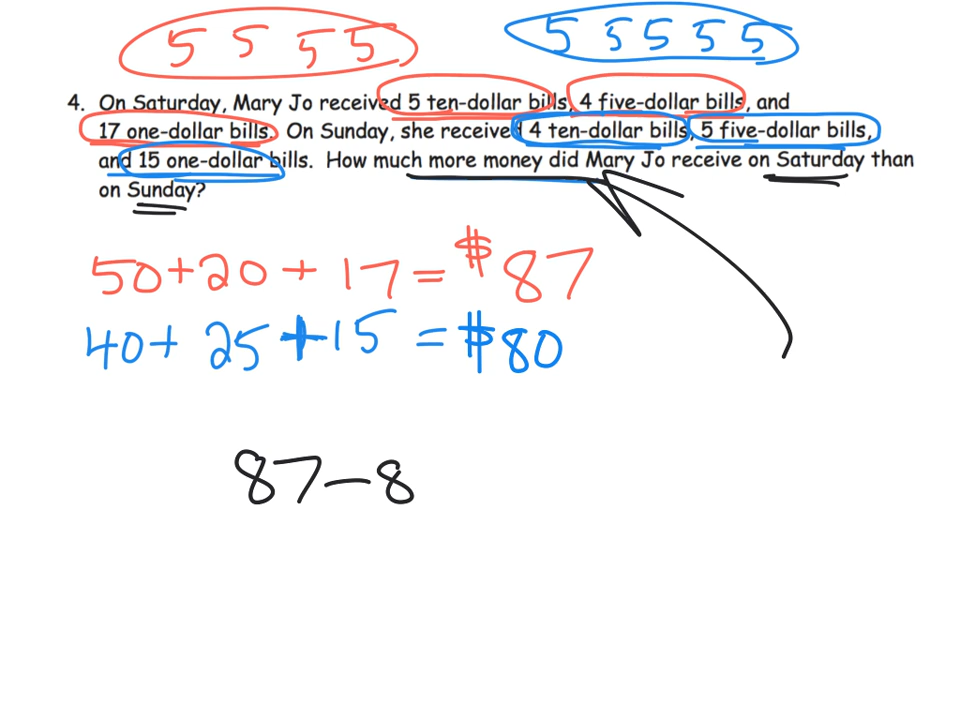 5 5 5 5 5 5 5 5 5
4. On Saturday, Mary Jo received 5 ten-dollar bills, 4 five-dollar bills, and
17 one-dollar bills. On Sunday, she received 4 ten-dollar bills, 5 five-dollar bills,
and 15 one-dollar bills. How much more money did Mary Jo receive on Saturday than
on Sunday?
50+20+17=$87
40+25+15=$80
87-8